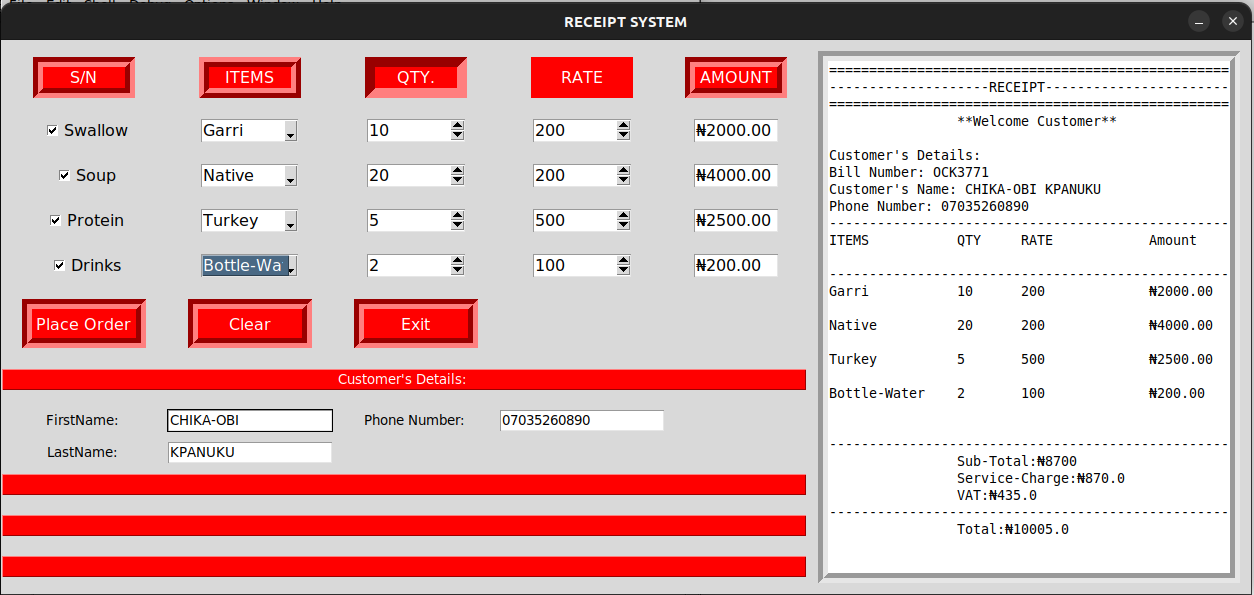 RECEIPT SYSTEM
S/N ITEMS QTY. RATE AMOUNT
Swallow Garri 10 200 ₦2000.00
Soup Native 20 200 ₦4000.00
Protein Turkey 5 500 ₦2500.00
Drinks Bottle-Wa 2 100 ₦200.00
Place Order Clear Exit
Customer's Details:
FirstName: CHIKA-OBI Phone Number: 07035260890
LastName: KPANUKU
==================================================
--------------------RECEIPT-----------------------
==================================================
**Welcome Customer**
Customer's Details:
Bill Number: OCK3771
Customer's Name: CHIKA-OBI KPANUKU
Phone Number: 07035260890
--------------------------------------------------
ITEMS QTY RATE Amount
--------------------------------------------------
Garri 10 200 ₦2000.00
Native 20 200 ₦4000.00
Turkey 5 500 ₦2500.00
Bottle-Water 2 100 ₦200.00
--------------------------------------------------
Sub-Total:₦8700
Service-Charge:₦870.0
VAT:₦435.0
--------------------------------------------------
Total:₦10005.0